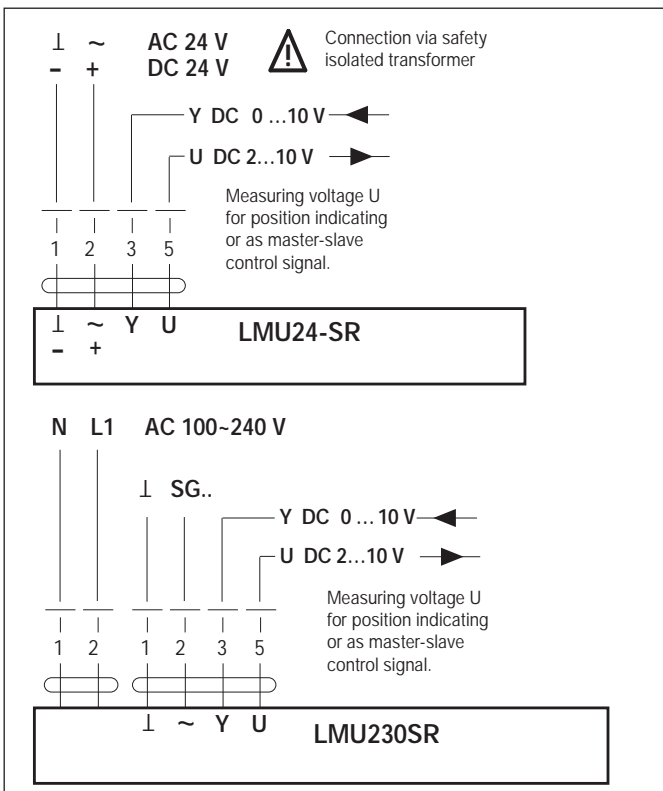 ⊥ ~ AC 24 V
– + DC 24 V
Connection via safety
isolated transformer
Y DC 0 ...10 V
U DC 2...10 V
Measuring voltage U
for position indicating
or as master-slave
control signal.
1 2 3 5
⊥ ~ Y U
– +
LMU24-SR
N L1 AC 100~240 V
⊥ SG..
Y DC 0 ... 10 V
U DC 2...10 V
Measuring voltage U
for position indicating
or as master-slave
control signal.
1 2 1 2 3 5
⊥ ~ Y U
LMU230SR